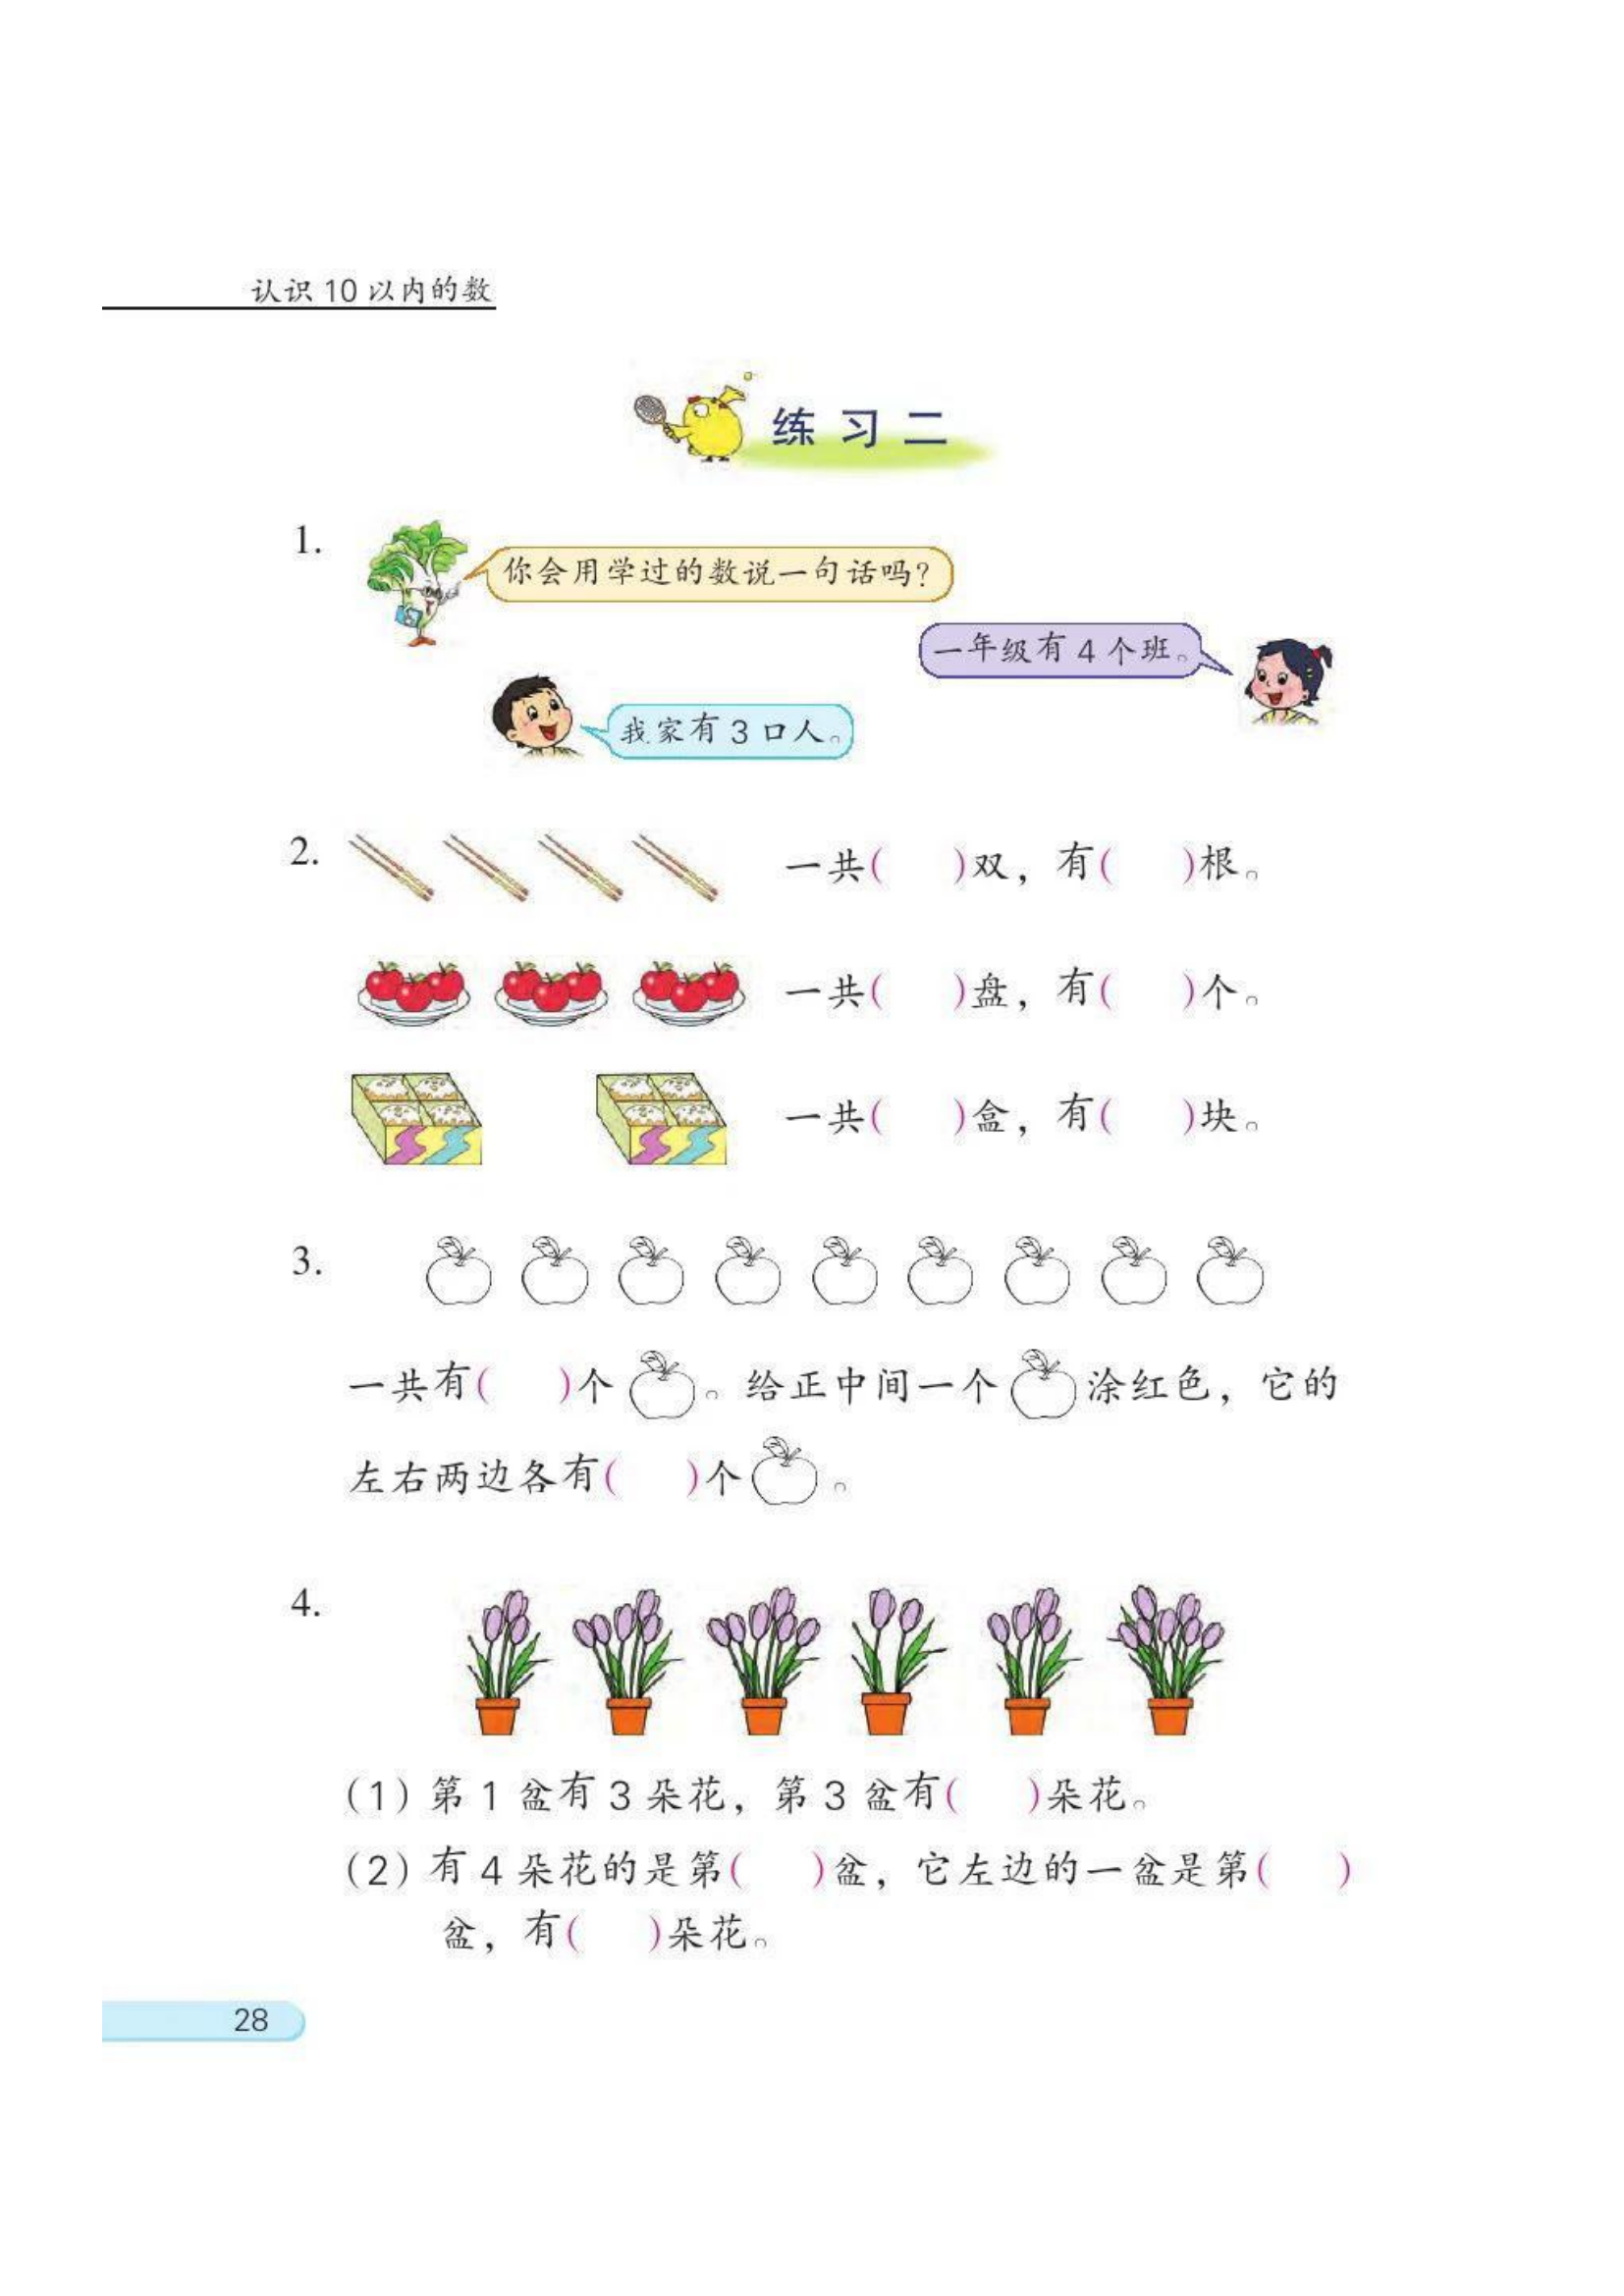 认识 10 以内的数
练 习 二
1.
你会用学过的数说一句话吗？
一年级有 4 个班。
我家有 3 口人。
2. 一共(    )双，有(    )根。
一共(    )盘，有(    )个。
一共(    )盒，有(    )块。
3.
一共有(    )个 。给正中间一个 涂红色，它的
左右两边各有(    )个 。
4.
（1）第 1 盆有 3 朵花，第 3 盆有(    )朵花。
（2）有 4 朵花的是第(    )盆，它左边的一盆是第(    )
盆，有(    )朵花。
28